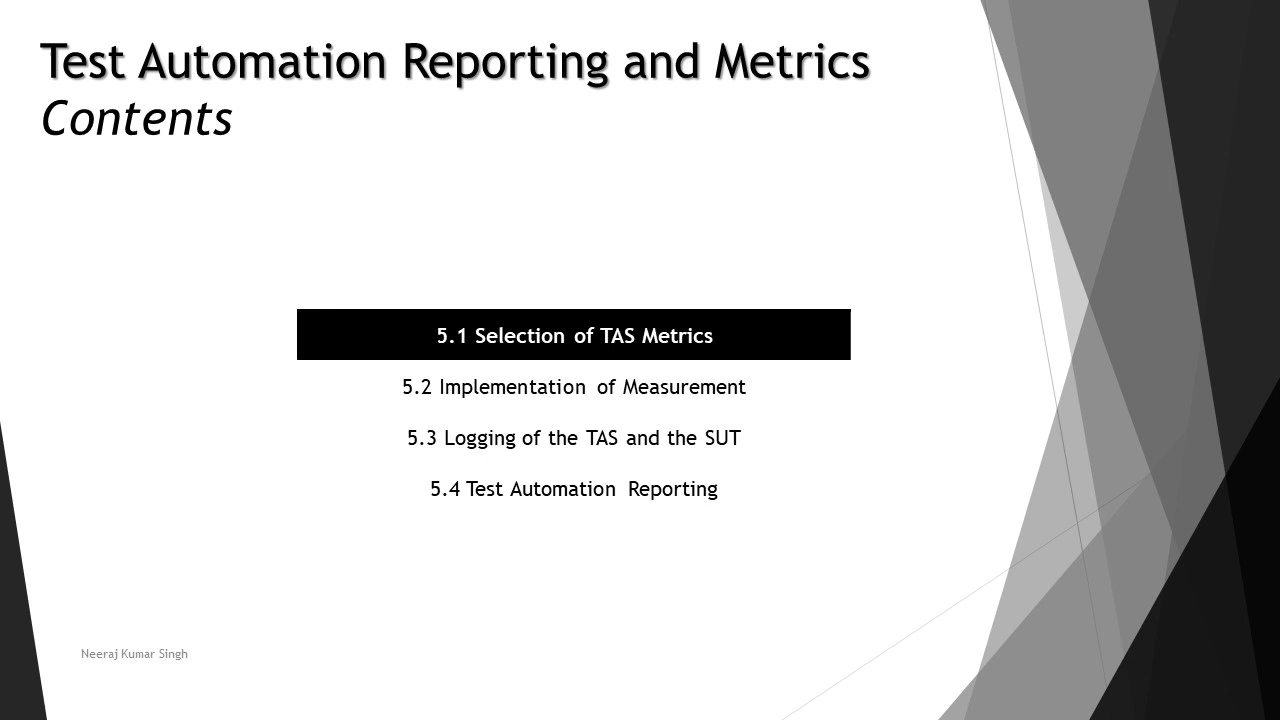 Test Automation Reporting and Metrics
Contents
5.1 Selection of TAS Metrics
5.2 Implementation of Measurement
5.3 Logging of the TAS and the SUT
5.4 Test Automation Reporting
Neeraj Kumar Singh